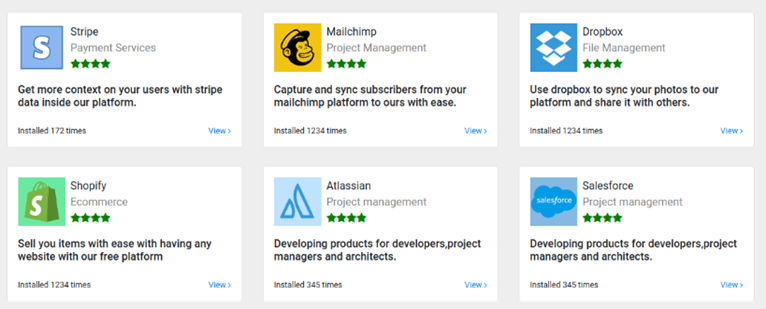 Stripe
Payment Services
Get more context on your users with stripe
data inside our platform.
Installed 172 times
View ›
Mailchimp
Project Management
Capture and sync subscribers from your
mailchimp platform to ours with ease.
Installed 1234 times
View ›
Dropbox
File Management
Use dropbox to sync your photos to our
platform and share it with others.
Installed 1234 times
View ›
Shopify
Ecommerce
Sell you items with ease with having any
website with our free platform
Installed 1234 times
View ›
Atlassian
Project management
Developing products for developers,project
managers and architects.
Installed 345 times
View ›
salesforce
Salesforce
Project management
Developing products for developers,project
managers and architects.
Installed 345 times
View ›